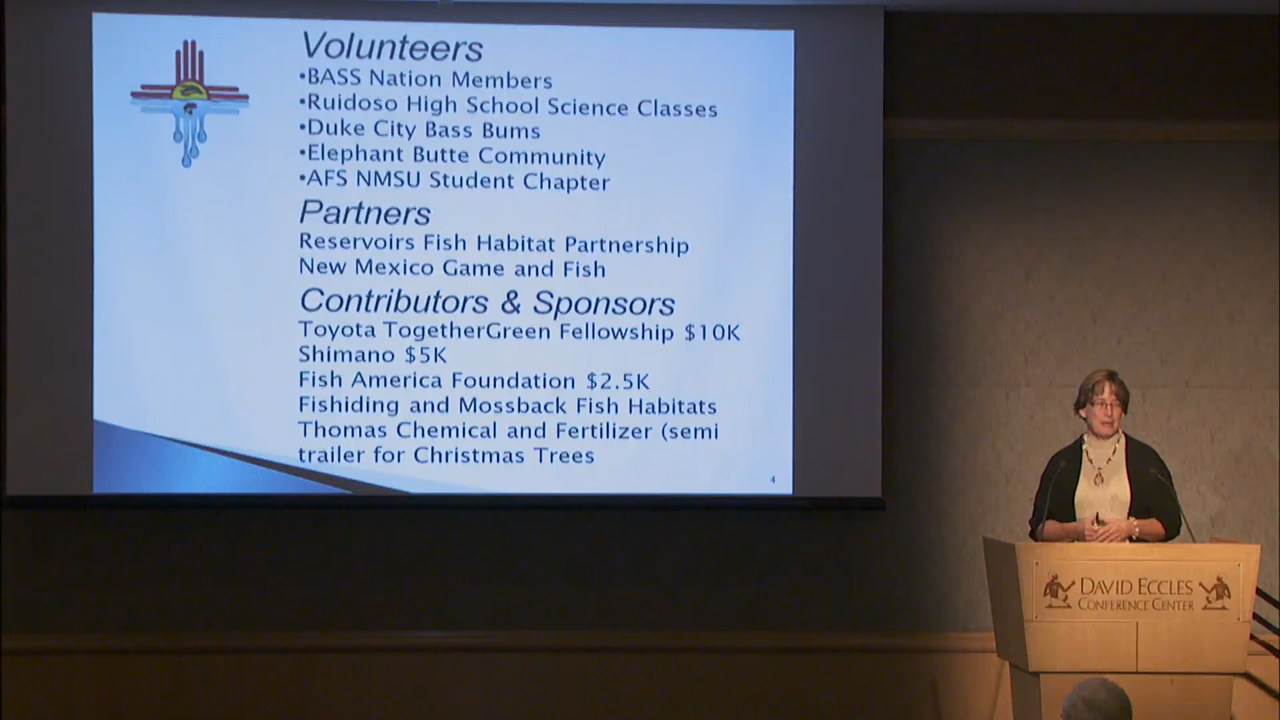 Volunteers
•BASS Nation Members
•Ruidoso High School Science Classes
•Duke City Bass Bums
•Elephant Butte Community
•AFS NMSU Student Chapter
Partners
Reservoirs Fish Habitat Partnership
New Mexico Game and Fish
Contributors & Sponsors
Toyota TogetherGreen Fellowship $10K
Shimano $5K
Fish America Foundation $2.5K
Fishiding and Mossback Fish Habitats
Thomas Chemical and Fertilizer (semi
trailer for Christmas Trees
4
DAVID ECCLES
CONFERENCE CENTER